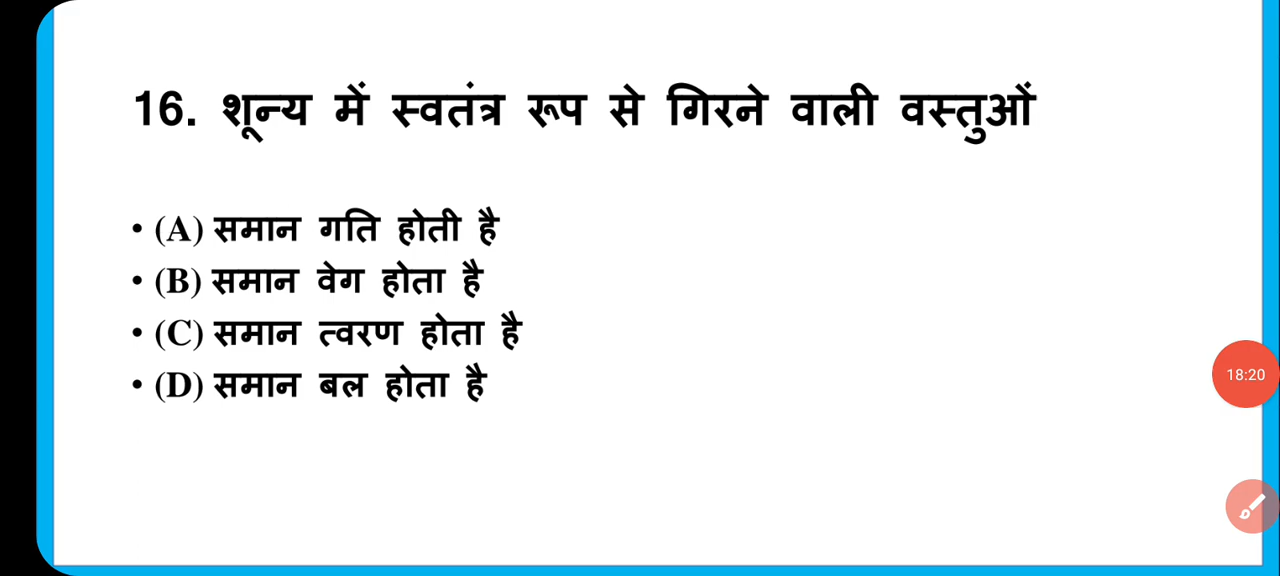 16. शून्य में स्वतंत्र रूप से गिरने वाली वस्तुओं
• (A) समान गति होती है
• (B) समान वेग होता है
• (C) समान त्वरण होता है
• (D) समान बल होता है
18:20